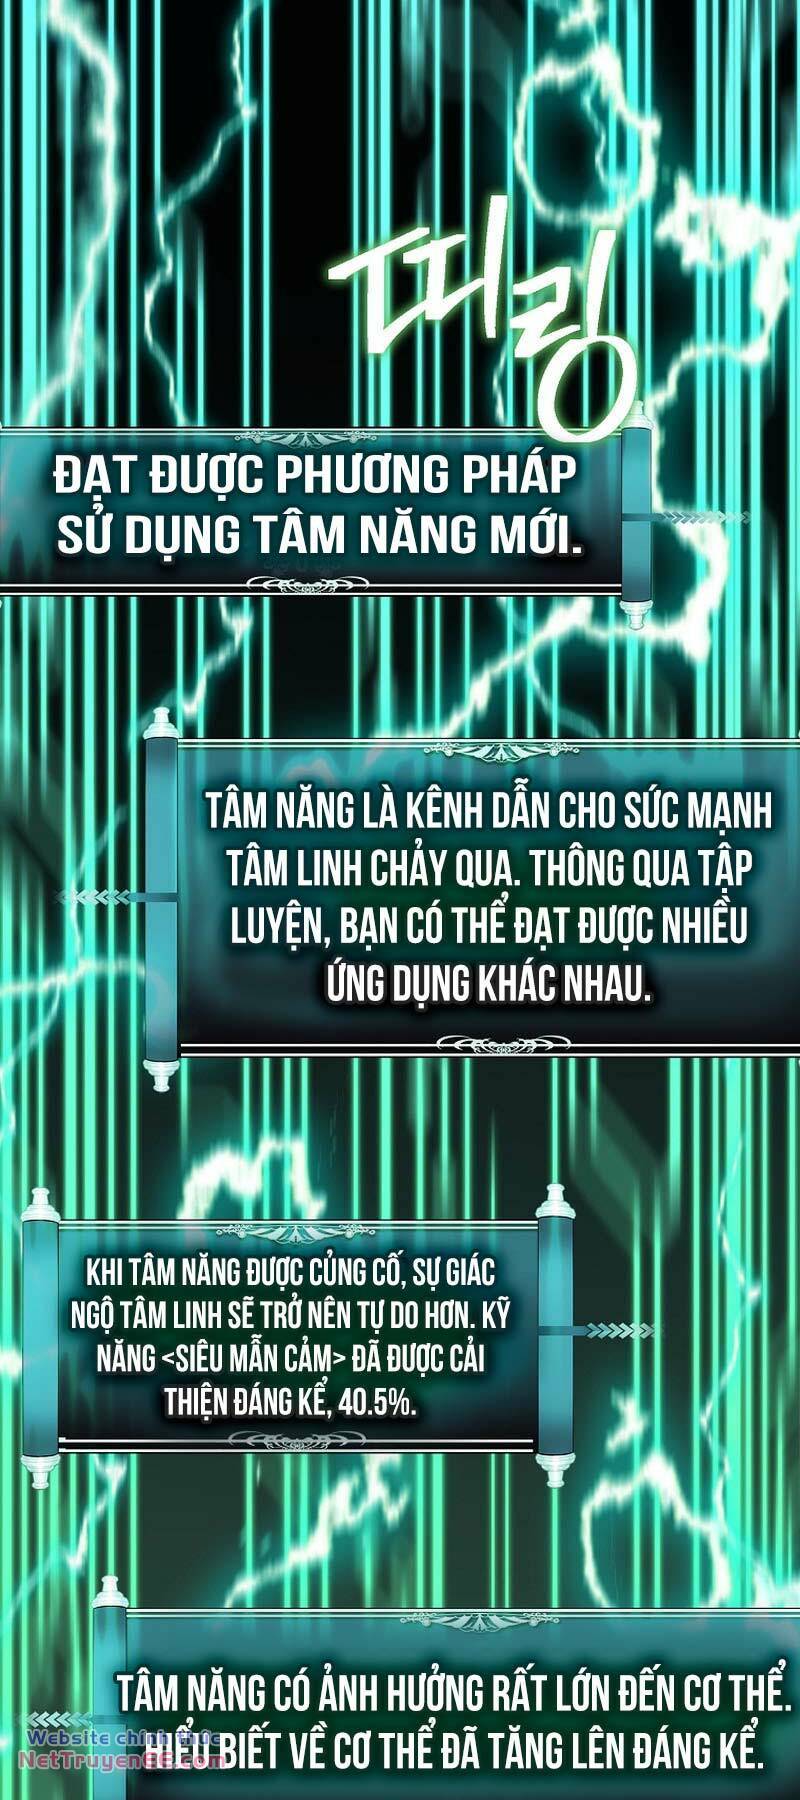 띠링
ĐẠT ĐƯỢC PHƯƠNG PHÁP
SỬ DỤNG TÂM NĂNG MỚI.
TÂM NĂNG LÀ KÊNH DẪN CHO SỨC MẠNH
TÂM LINH CHẢY QUA. THÔNG QUA TẬP
LUYỆN, BẠN CÓ THỂ ĐẠT ĐƯỢC NHIỀU
ỨNG DỤNG KHÁC NHAU.
KHI TÂM NĂNG ĐƯỢC CỦNG CỐ, SỰ GIÁC
NGỘ TÂM LINH SẼ TRỞ NÊN TỰ DO HƠN. KỸ
NĂNG <SIÊU MẪN CẢM> ĐÃ ĐƯỢC CẢI
THIỆN ĐÁNG KỂ, 40.5%.
TÂM NĂNG CÓ ẢNH HƯỞNG RẤT LỚN ĐẾN CƠ THỂ.
HIỂU BIẾT VỀ CƠ THỂ ĐÃ TĂNG LÊN ĐÁNG KỂ.
Website chính thức
NetTruyen88.com